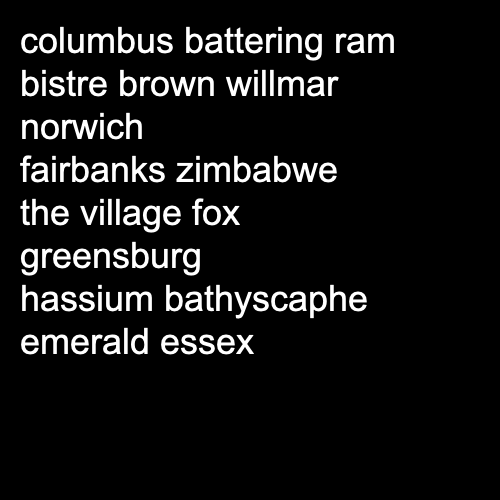 columbus battering ram
bistre brown willmar
norwich
fairbanks zimbabwe
the village fox
greensburg
hassium bathyscaphe
emerald essex